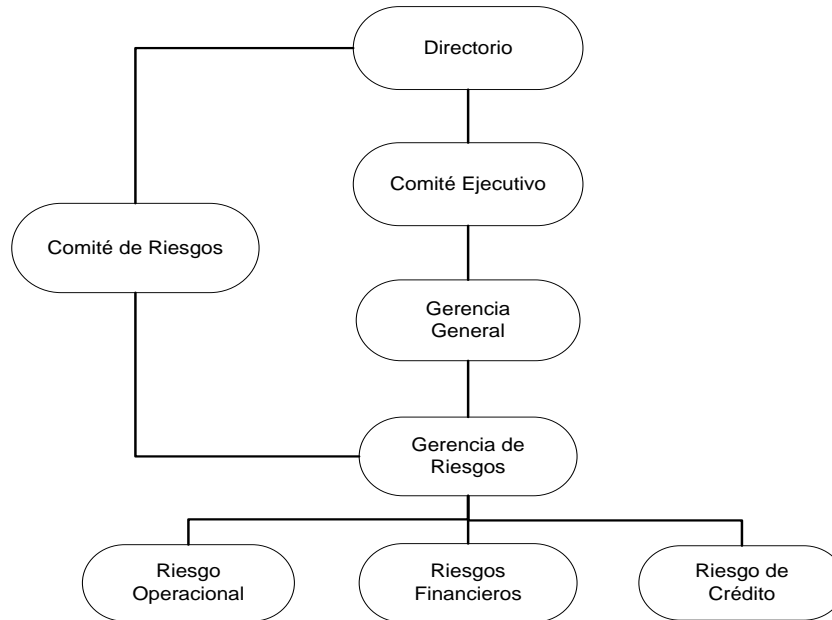 Directorio
Comité Ejecutivo
Comité de Riesgos
Gerencia
General
Gerencia de
Riesgos
Riesgo
Operacional
Riesgos
Financieros
Riesgo de
Crédito